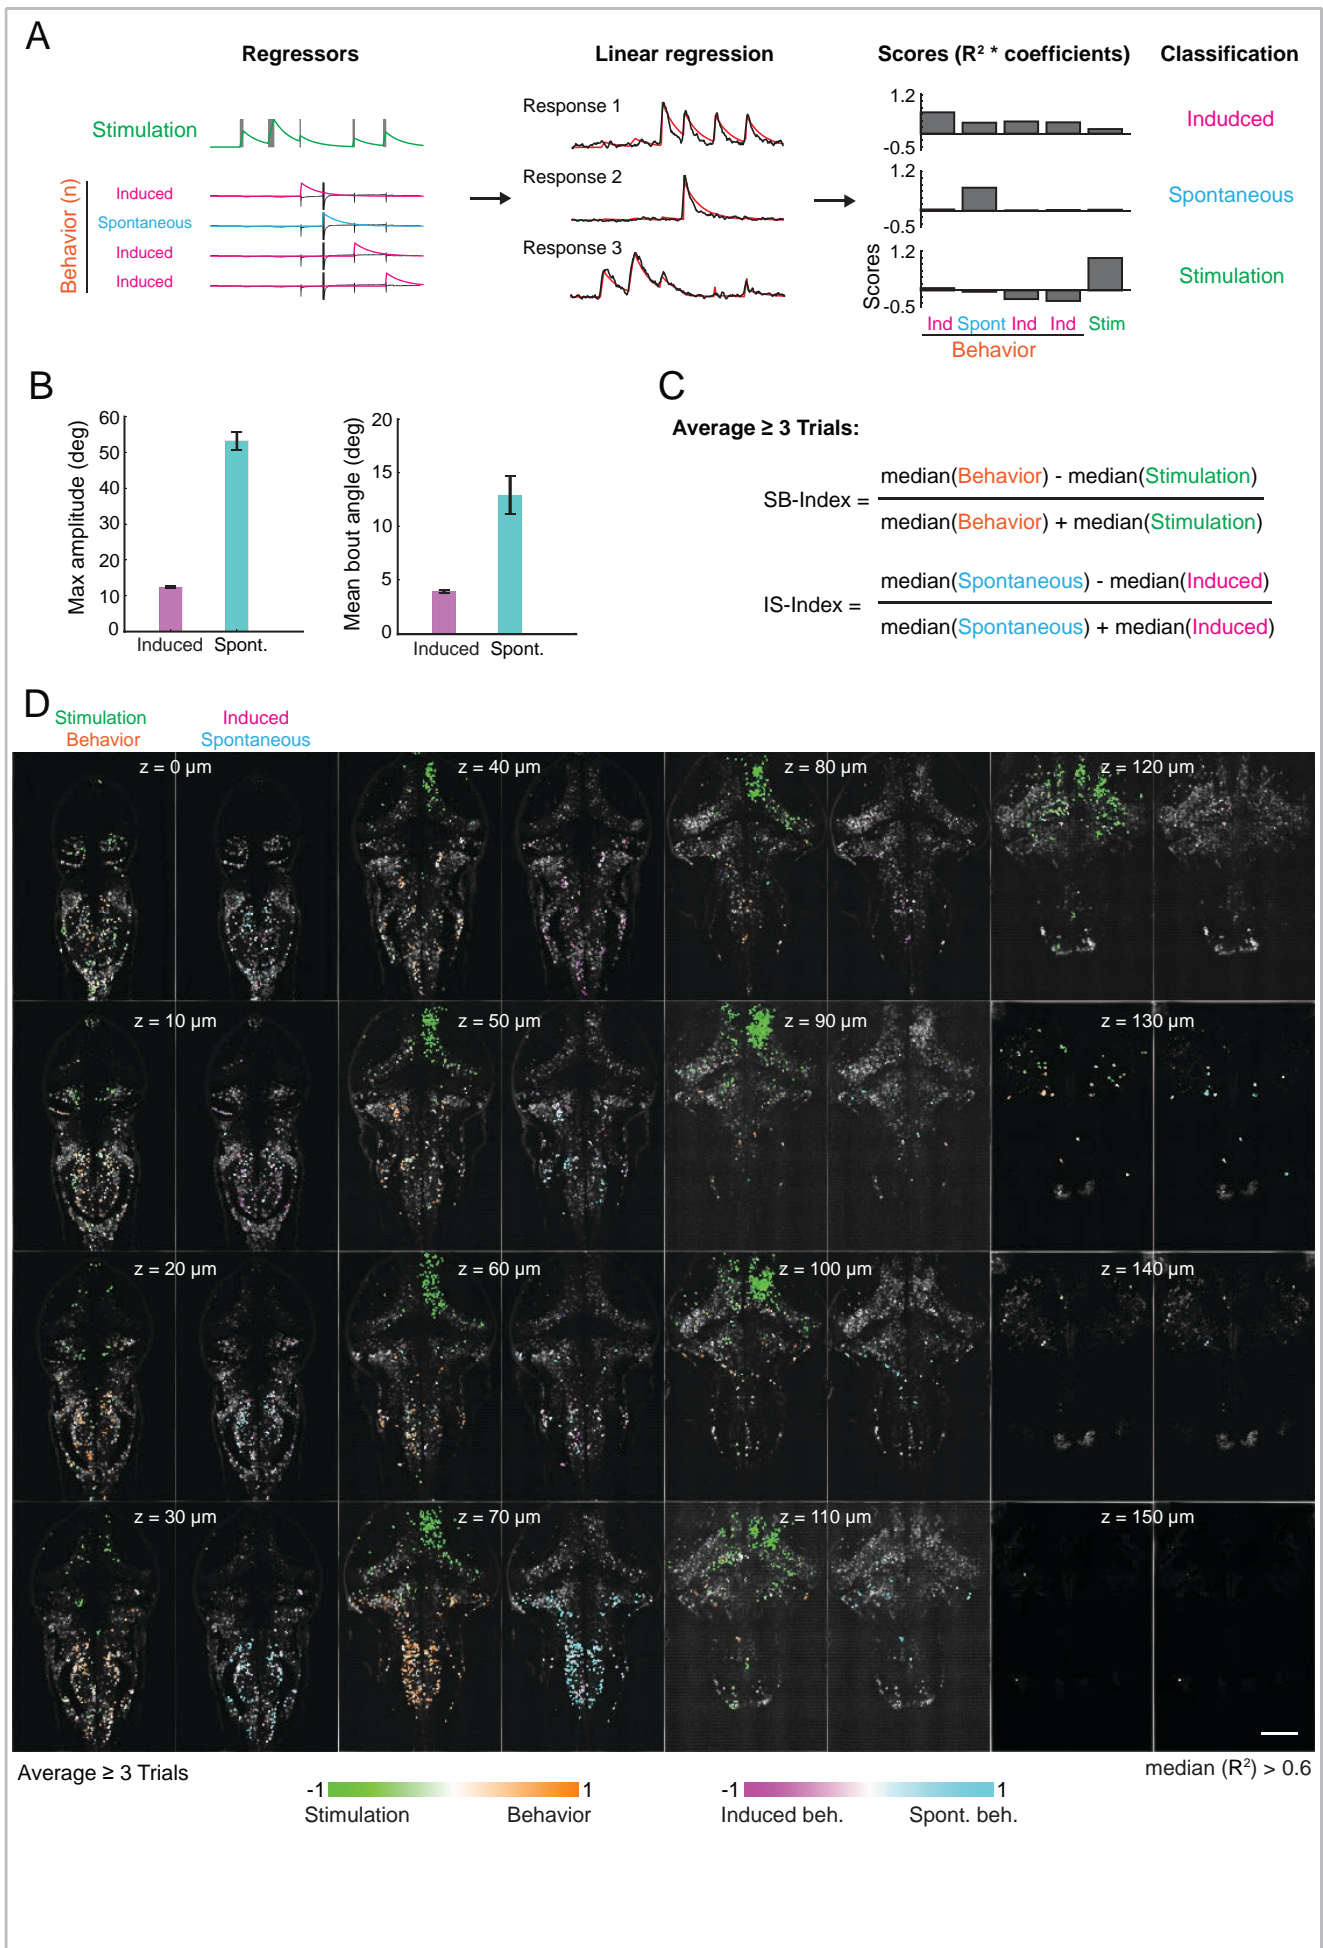 A
Regressors
Linear regression
Scores (R² * coefficients)
Classification
Stimulation
Behavior (n)
Induced
Spontaneous
Induced
Induced
Response 1
Response 2
Response 3
1.2
-0.5
1.2
-0.5
1.2
-0.5
Scores
Ind Spont Ind Ind Stim
Behavior
Indudced
Spontaneous
Stimulation
B
Max amplitude (deg)
60
50
40
30
20
10
0
Induced Spont.
Mean bout angle (deg)
20
15
10
5
0
Induced Spont.
C
Average ≥ 3 Trials:
SB-Index =
median(Behavior) - median(Stimulation)
median(Behavior) + median(Stimulation)
IS-Index =
median(Spontaneous) - median(Induced)
median(Spontaneous) + median(Induced)
D
Stimulation
Behavior
Induced
Spontaneous
z = 0 µm
z = 40 µm
z = 80 µm
z = 120 µm
z = 10 µm
z = 50 µm
z = 90 µm
z = 130 µm
z = 20 µm
z = 60 µm
z = 100 µm
z = 140 µm
z = 30 µm
z = 70 µm
z = 110 µm
z = 150 µm
Average ≥ 3 Trials
median (R²) > 0.6
-1 1
Stimulation Behavior
-1 1
Induced beh. Spont. beh.